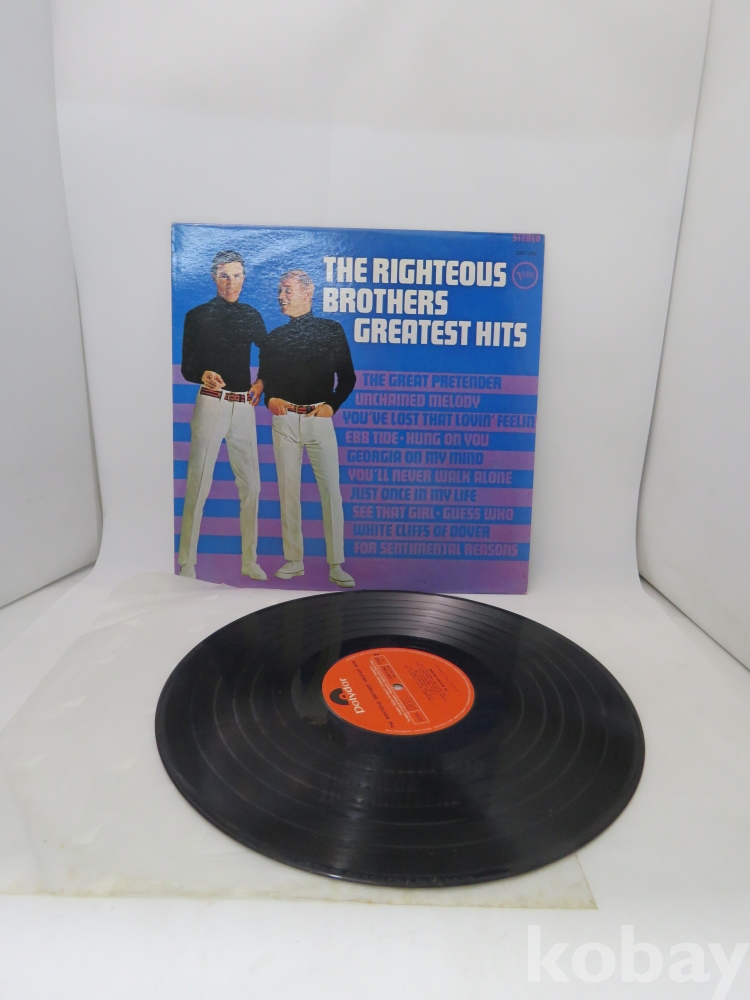 STEREO
Verve
THE RIGHTEOUS
BROTHERS
GREATEST HITS
THE GREAT PRETENDER
UNCHAINED MELODY
YOU'VE LOST THAT LOVIN' FEELIN
EBB TIDE • HUNG ON YOU
GEORGIA ON MY MIND
YOU'LL NEVER WALK ALONE
JUST ONCE IN MY LIFE
SEE THAT GIRL • GUESS WHO
WHITE CLIFFS OF DOVER
FOR SENTIMENTAL REASONS
Polydor
kobay